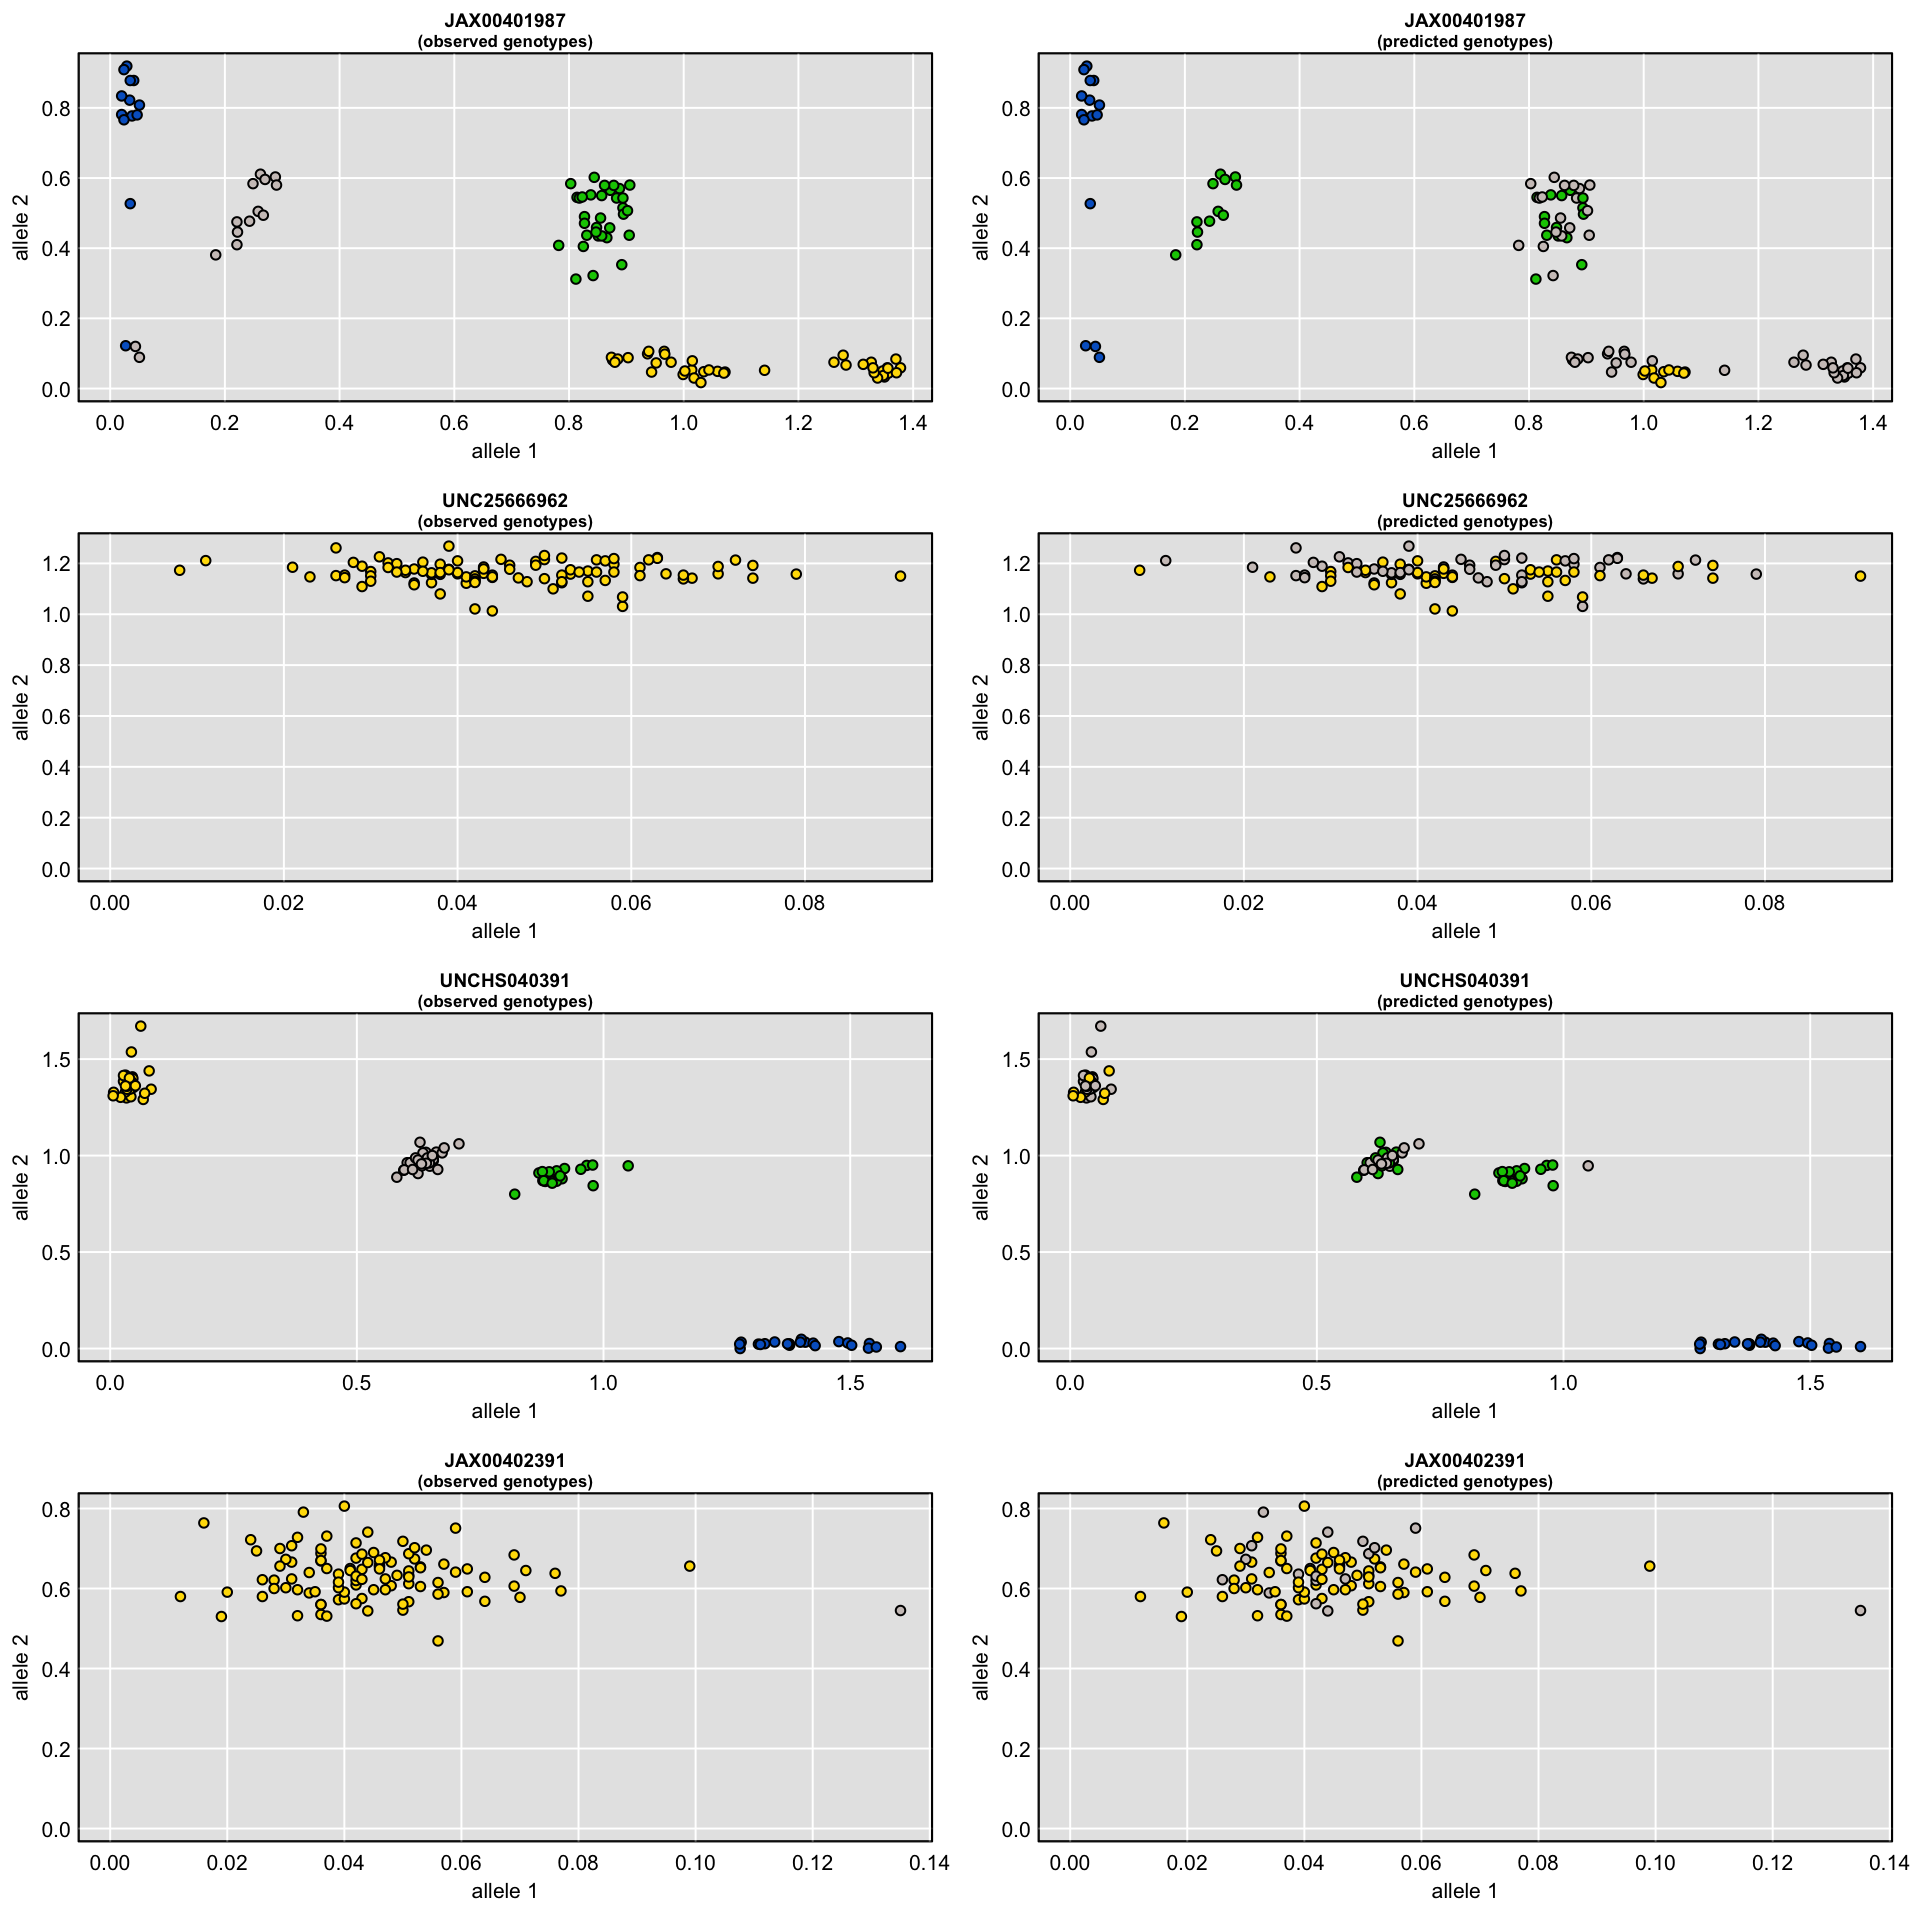 JAX00401987
(observed genotypes)
allele 2
0.8
0.6
0.4
0.2
0.0
0.0 0.2 0.4 0.6 0.8 1.0 1.2 1.4
allele 1
JAX00401987
(predicted genotypes)
allele 2
0.8
0.6
0.4
0.2
0.0
0.0 0.2 0.4 0.6 0.8 1.0 1.2 1.4
allele 1
UNC25666962
(observed genotypes)
allele 2
1.2
1.0
0.8
0.6
0.4
0.2
0.0
0.00 0.02 0.04 0.06 0.08
allele 1
UNC25666962
(predicted genotypes)
allele 2
1.2
1.0
0.8
0.6
0.4
0.2
0.0
0.00 0.02 0.04 0.06 0.08
allele 1
UNCHS040391
(observed genotypes)
allele 2
1.5
1.0
0.5
0.0
0.0 0.5 1.0 1.5
allele 1
UNCHS040391
(predicted genotypes)
allele 2
1.5
1.0
0.5
0.0
0.0 0.5 1.0 1.5
allele 1
JAX00402391
(observed genotypes)
allele 2
0.8
0.6
0.4
0.2
0.0
0.00 0.02 0.04 0.06 0.08 0.10 0.12 0.14
allele 1
JAX00402391
(predicted genotypes)
allele 2
0.8
0.6
0.4
0.2
0.0
0.00 0.02 0.04 0.06 0.08 0.10 0.12 0.14
allele 1